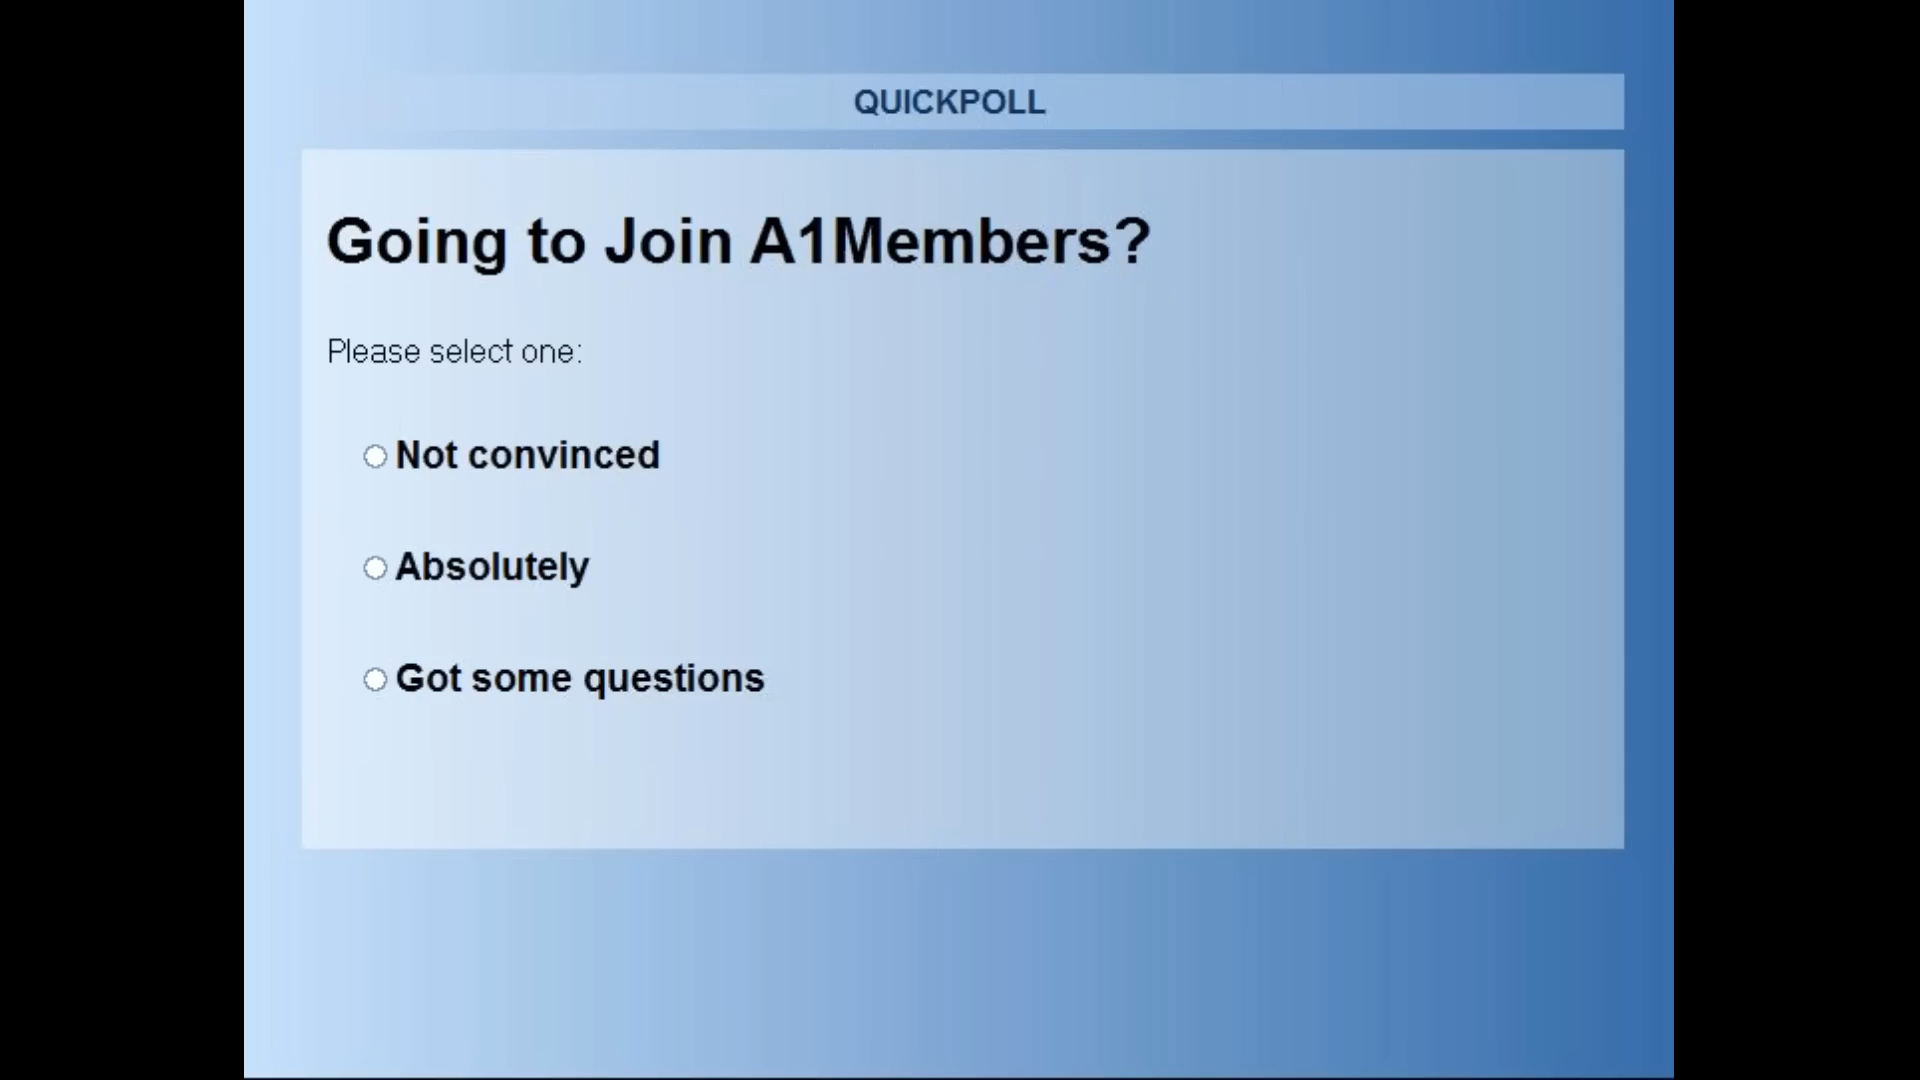 QUICKPOLL
Going to Join A1Members?
Please select one:
Not convinced
Absolutely
Got some questions